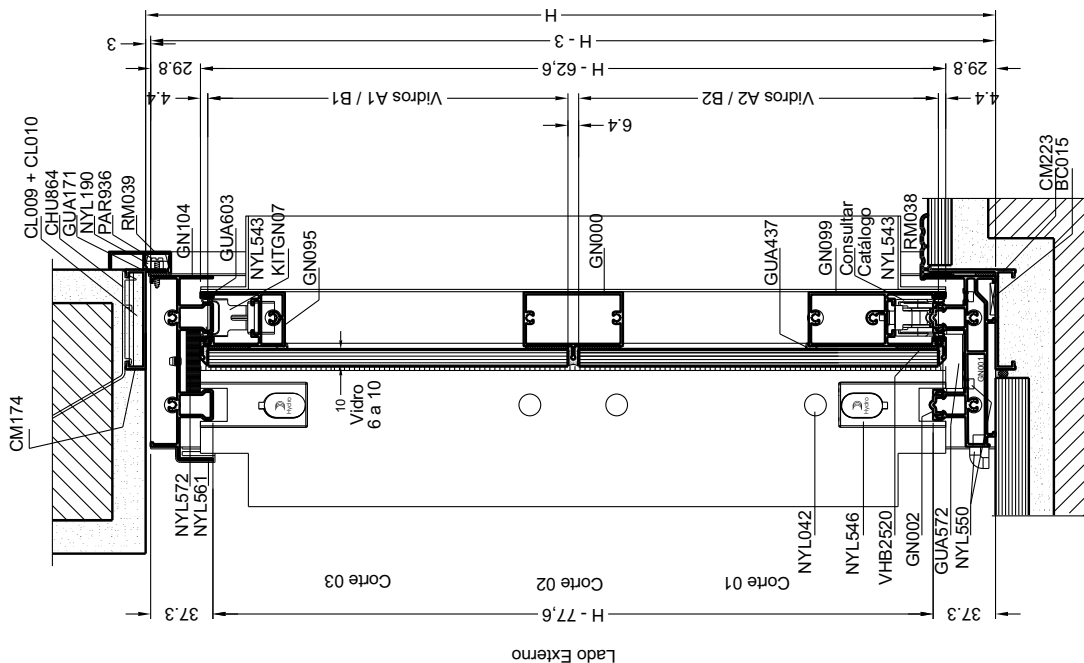 H
H - 3
3
29.8
H - 62,6
29.8
4.4
Vidros A1 / B1
Vidros A2 / B2
4.4
6.4
CL009 + CL010
CHU864
GUA171
NYL190
PAR936
RM039
GN104
GUA603
NYL543
KITGN07
GN095
GN000
GUA437
GN099
Consultar
Catálogo
NYL543
RM038
CM223
BC015
CM174
10
Vidro
6 a 10
Hydro
Hydro
GN001
NYL572
NYL561
NYL042
NYL546
VHB2520
GN002
GUA572
NYL550
Corte 03
Corte 02
Corte 01
37.3
H - 77,6
37.3
Lado Externo